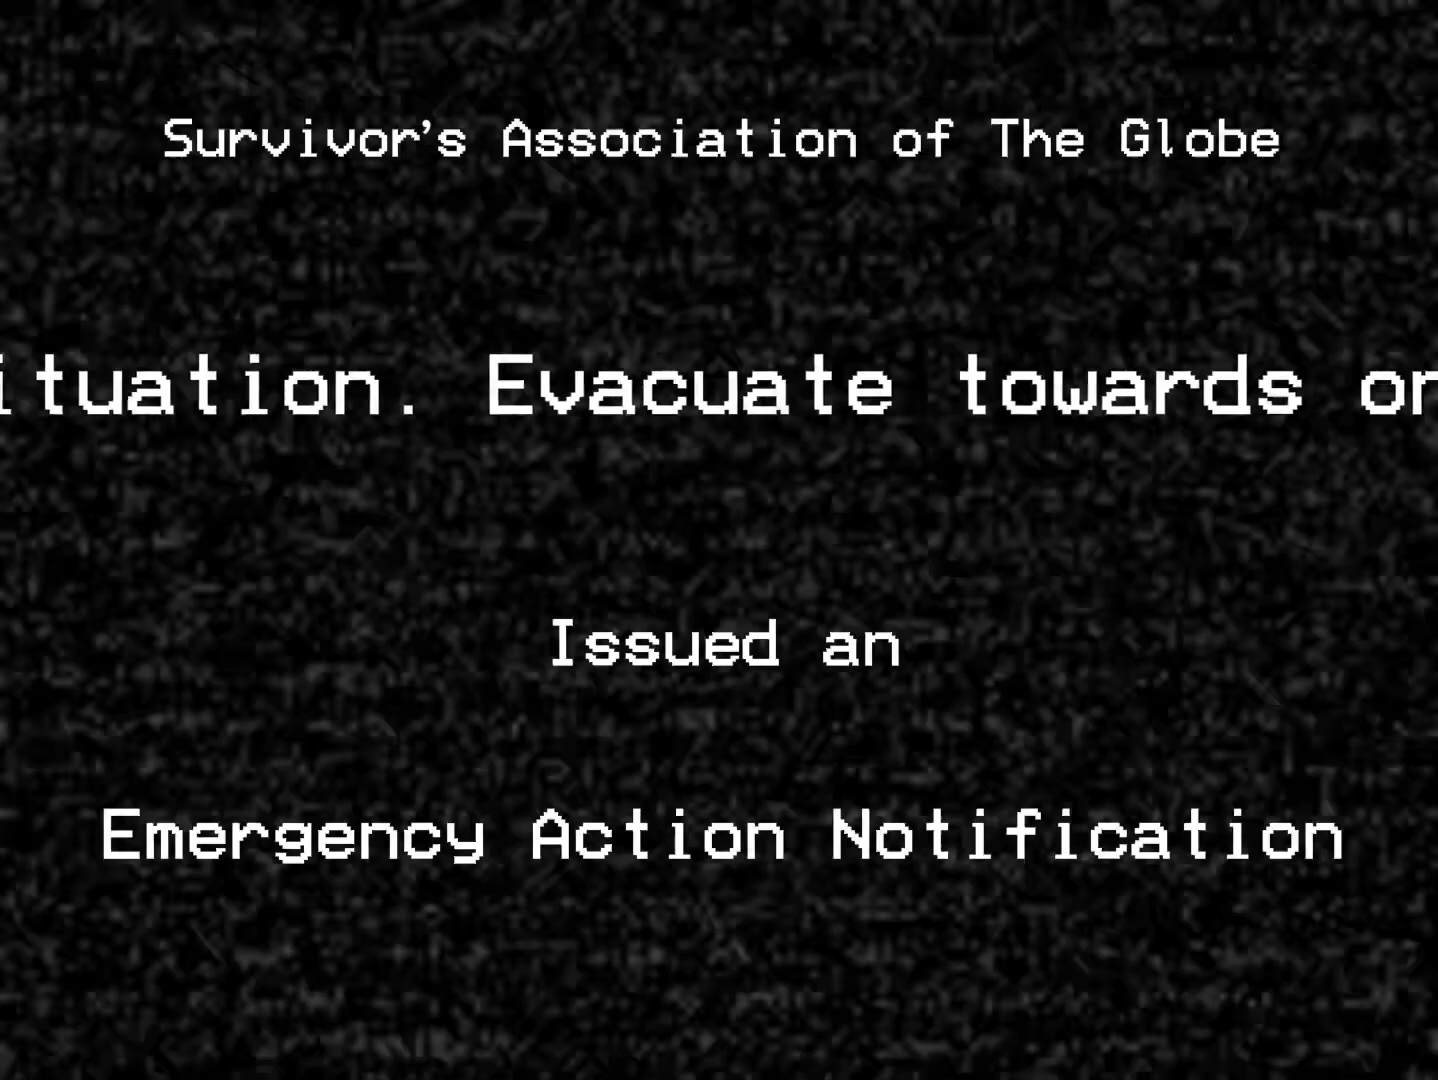 Survivor's Association of The Globe
ituation. Evacuate towards
Issued an
Emergency Action Notification